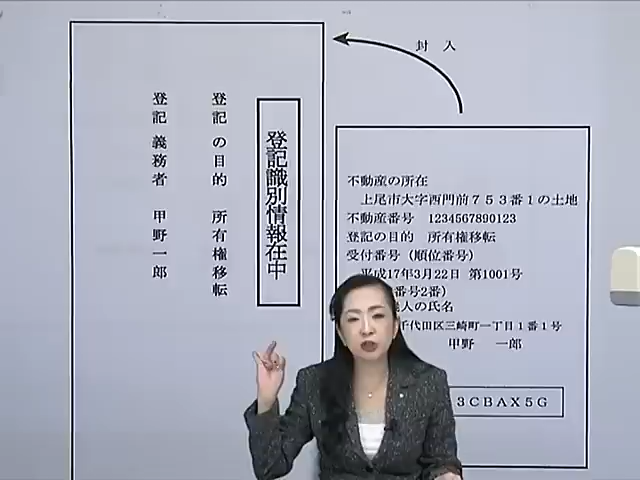 封入
登記識別情報在中
登記の目的 所有権移転
登記義務者 甲野一郎
不動産の所在
上尾市大字西門前753番1の土地
不動産番号 1234567890123
登記の目的 所有権移転
受付番号(順位番号)
平成17年3月22日 第1001号
番号2番)
人の氏名
千代田区三崎町一丁目1番1号
甲野 一郎
3CBAX5G